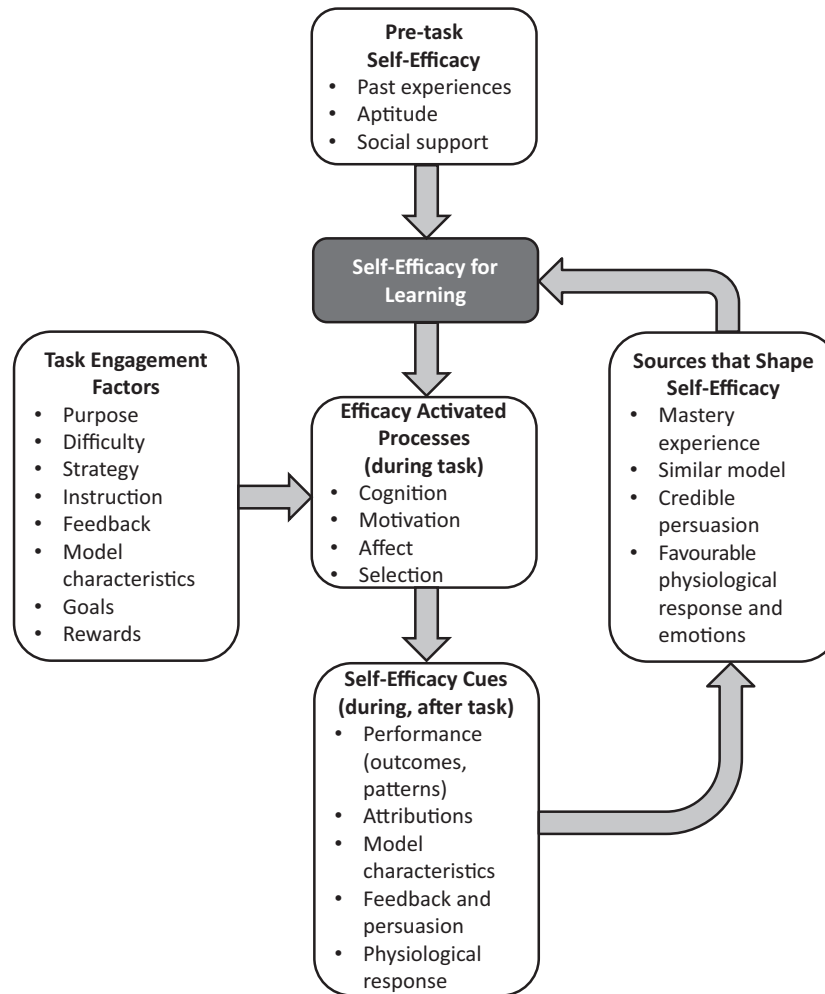 Pre-task
Self-Efficacy
• Past experiences
• Aptitude
• Social support
Self-Efficacy for
Learning
Task Engagement
Factors
• Purpose
• Difficulty
• Strategy
• Instruction
• Feedback
• Model
characteristics
• Goals
• Rewards
Efficacy Activated
Processes
(during task)
• Cognition
• Motivation
• Affect
• Selection
Sources that Shape
Self-Efficacy
• Mastery
experience
• Similar model
• Credible
persuasion
• Favourable
physiological
response and
emotions
Self-Efficacy Cues
(during, after task)
• Performance
(outcomes,
patterns)
• Attributions
• Model
characteristics
• Feedback and
persuasion
• Physiological
response